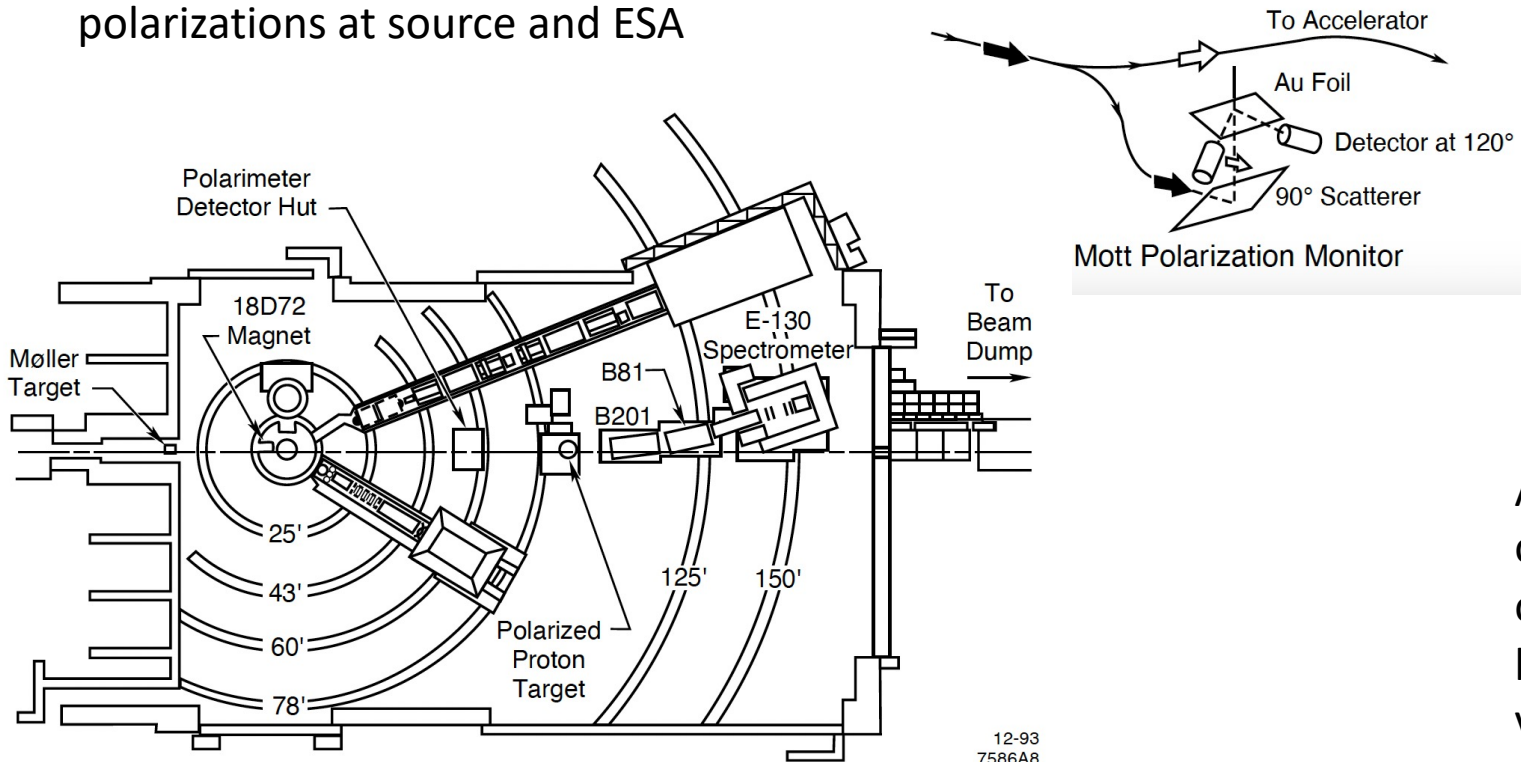 polarizations at source and ESA
To Accelerator
Au Foil
Detector at 120°
90° Scatterer
Mott Polarization Monitor
Polarimeter
Detector Hut
18D72
Magnet
Møller
Target
E-130
Spectrometer
B81
B201
To
Beam
Dump
25'
43'
60'
78'
125'
150'
Polarized
Proton
Target
12-93
7586A8